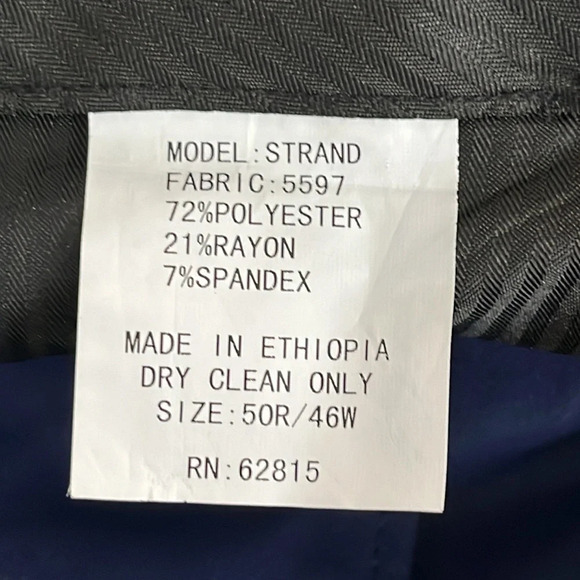 MODEL:STRAND
FABRIC:5597
72%POLYESTER
21%RAYON
7%SPANDEX
MADE IN ETHIOPIA
DRY CLEAN ONLY
SIZE:50R/46W
RN:62815